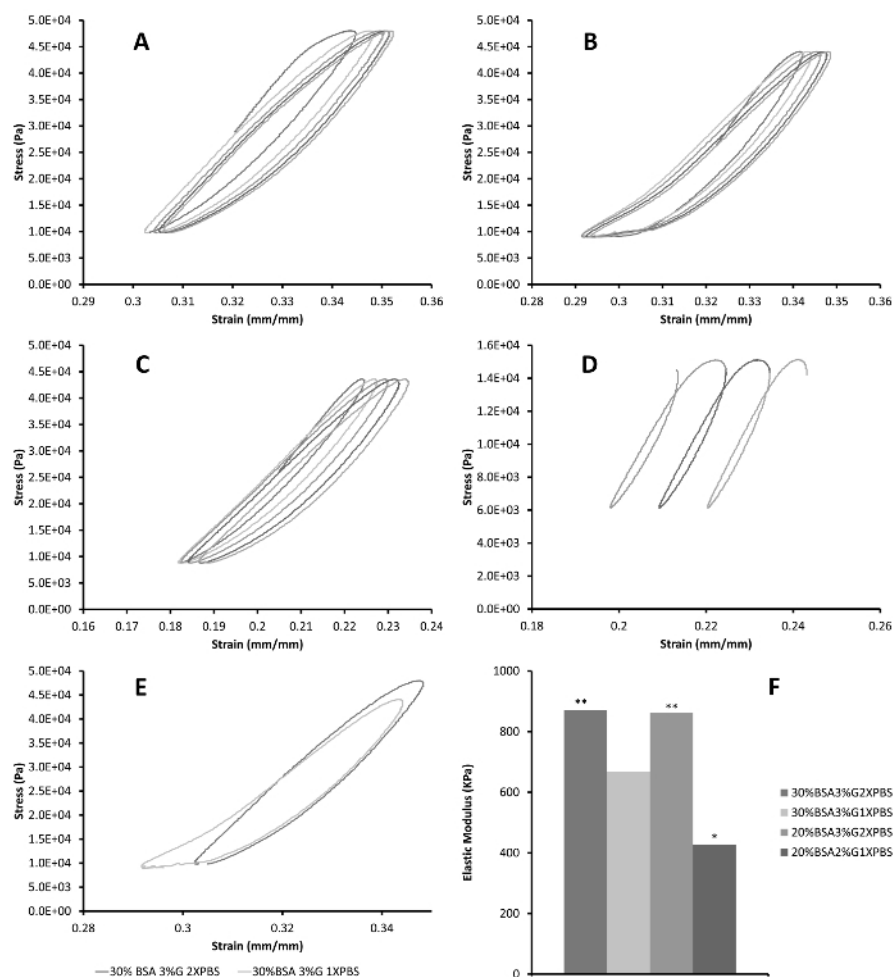 A
5.0E+04
4.5E+04
4.0E+04
3.5E+04
3.0E+04
2.5E+04
2.0E+04
1.5E+04
1.0E+04
5.0E+03
0.0E+00
Stress (Pa)
0.29 0.3 0.31 0.32 0.33 0.34 0.35 0.36
Strain (mm/mm)
B
5.0E+04
4.5E+04
4.0E+04
3.5E+04
3.0E+04
2.5E+04
2.0E+04
1.5E+04
1.0E+04
5.0E+03
0.0E+00
Stress (Pa)
0.28 0.29 0.3 0.31 0.32 0.33 0.34 0.35 0.36
Strain (mm/mm)
C
5.0E+04
4.5E+04
4.0E+04
3.5E+04
3.0E+04
2.5E+04
2.0E+04
1.5E+04
1.0E+04
5.0E+03
0.0E+00
Stress (Pa)
0.16 0.17 0.18 0.19 0.2 0.21 0.22 0.23 0.24
Strain (mm/mm)
D
1.6E+04
1.4E+04
1.2E+04
1.0E+04
8.0E+03
6.0E+03
4.0E+03
2.0E+03
0.0E+00
Stress (Pa)
0.18 0.2 0.22 0.24 0.26
Strain (mm/mm)
E
5.0E+04
4.5E+04
4.0E+04
3.5E+04
3.0E+04
2.5E+04
2.0E+04
1.5E+04
1.0E+04
5.0E+03
0.0E+00
Stress (Pa)
0.28 0.3 0.32 0.34
Strain (mm/mm)
30% BSA 3%G 2XPBS 30%BSA 3%G 1XPBS
F
1000
800
600
400
200
0
Elastic Modulus (KPa)
** ** *
30%BSA3%G2XPBS
30%BSA3%G1XPBS
20%BSA3%G2XPBS
20%BSA2%G1XPBS